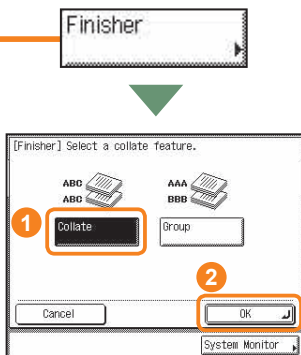 Finisher
[Finisher] Select a collate feature.
ABC
ABC
AAA
BBB
1
Collate
Group
2
Cancel
OK
System Monitor